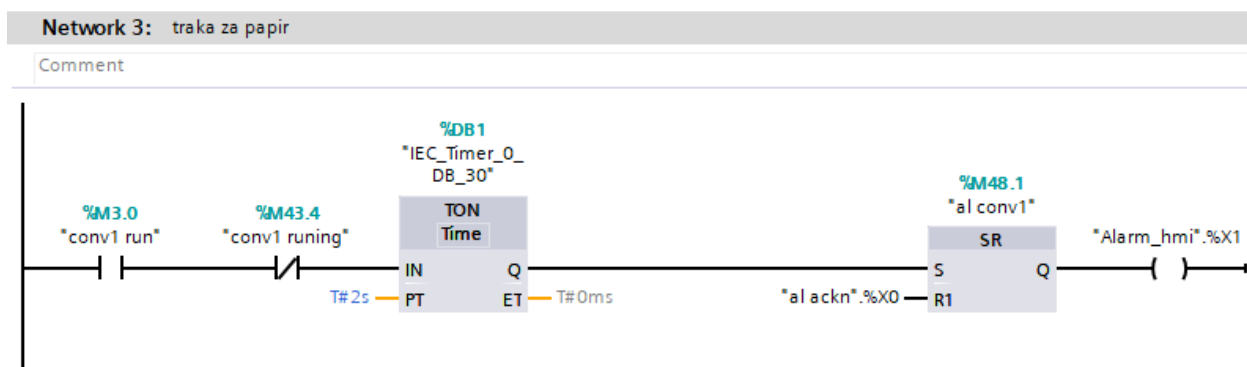 Network 3: traka za papir
Comment
%DB1
"IEC_Timer_0_
DB_30"
%M48.1
"al conv1"
%M3.0
"conv1 run"
%M43.4
"conv1 runing"
TON
Time
SR
"Alarm_hmi".%X1
IN
Q
S
Q
T#2s
PT
ET
T#0ms
"al ackn".%X0
R1